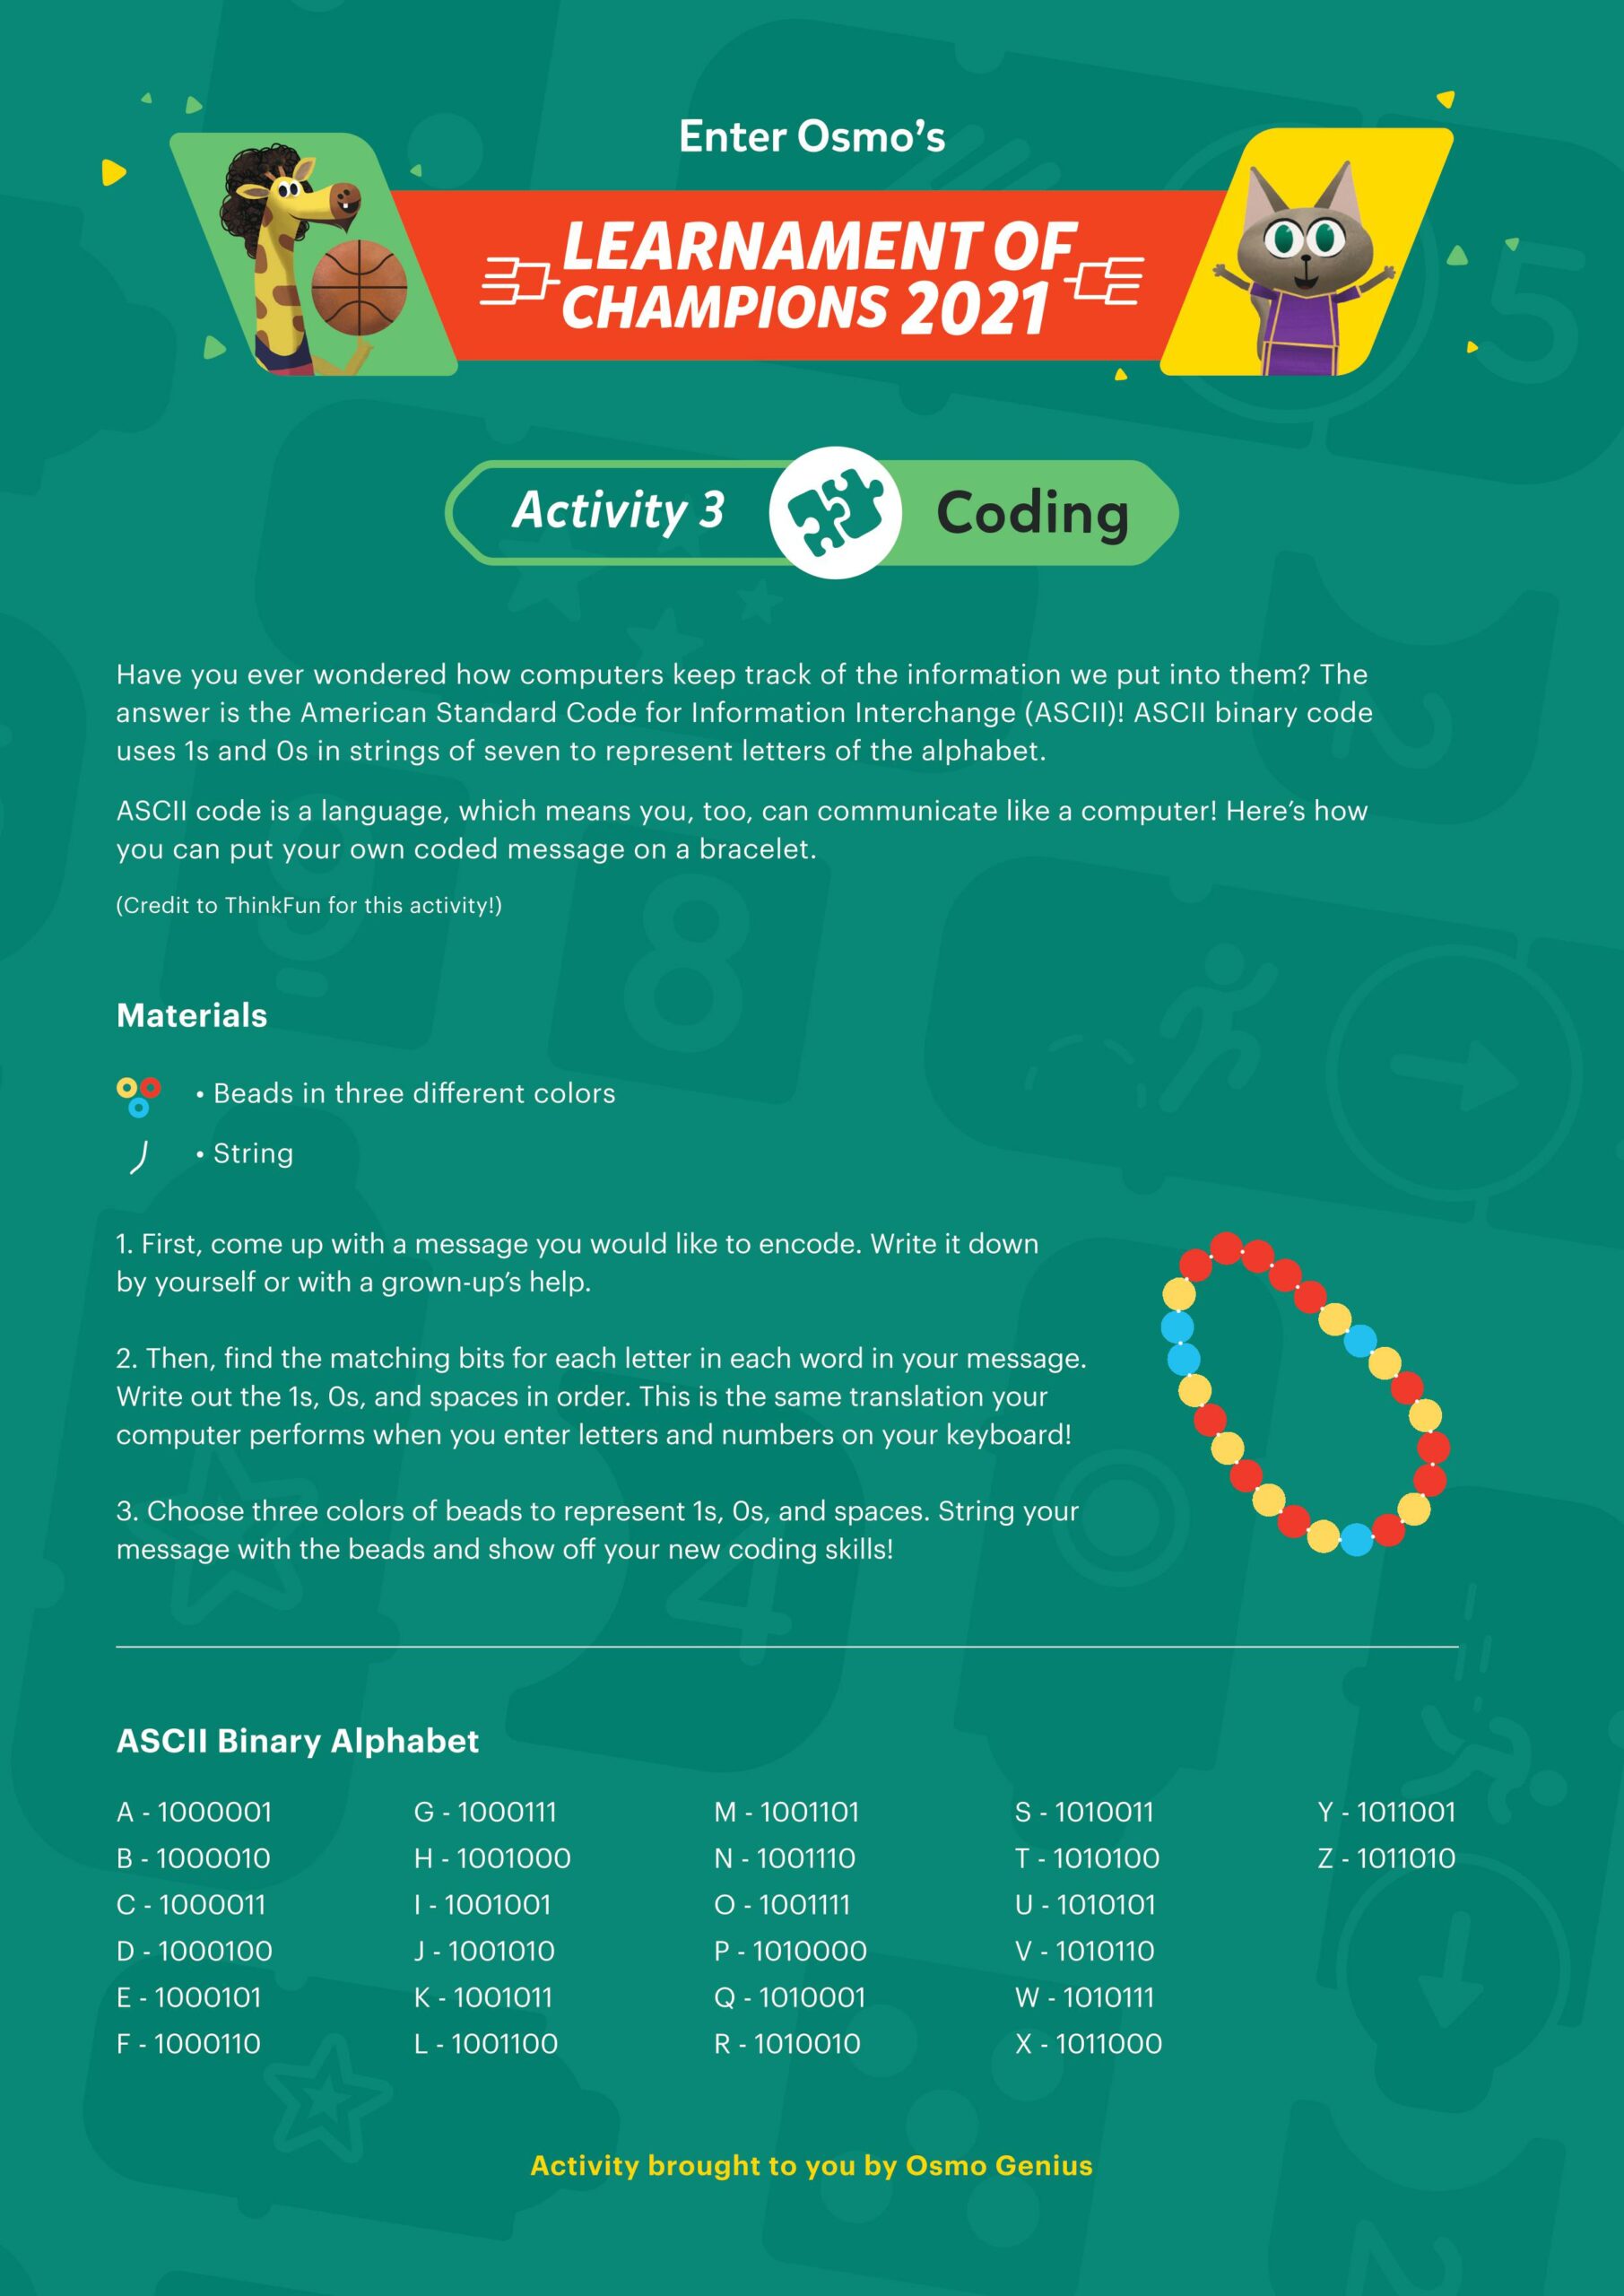 Enter Osmo's
LEARNAMENT OF
CHAMPIONS 2021
Activity 3
Coding
Have you ever wondered how computers keep track of the information we put into them? The
answer is the American Standard Code for Information Interchange (ASCII)! ASCII binary code
uses 1s and 0s in strings of seven to represent letters of the alphabet.
ASCII code is a language, which means you, too, can communicate like a computer! Here's how
you can put your own coded message on a bracelet.
(Credit to ThinkFun for this activity!)
Materials
• Beads in three different colors
• String
1. First, come up with a message you would like to encode. Write it down
by yourself or with a grown-up's help.
2. Then, find the matching bits for each letter in each word in your message.
Write out the 1s, 0s, and spaces in order. This is the same translation your
computer performs when you enter letters and numbers on your keyboard!
3. Choose three colors of beads to represent 1s, 0s, and spaces. String your
message with the beads and show off your new coding skills!
ASCII Binary Alphabet
A - 1000001
B - 1000010
C - 1000011
D - 1000100
E - 1000101
F - 1000110
G - 1000111
H - 1001000
I - 1001001
J - 1001010
K - 1001011
L - 1001100
M - 1001101
N - 1001110
O - 1001111
P - 1010000
Q - 1010001
R - 1010010
S - 1010011
T - 1010100
U - 1010101
V - 1010110
W - 1010111
X - 1011000
Y - 1011001
Z - 1011010
Activity brought to you by Osmo Genius
5
2
9
8
4
2